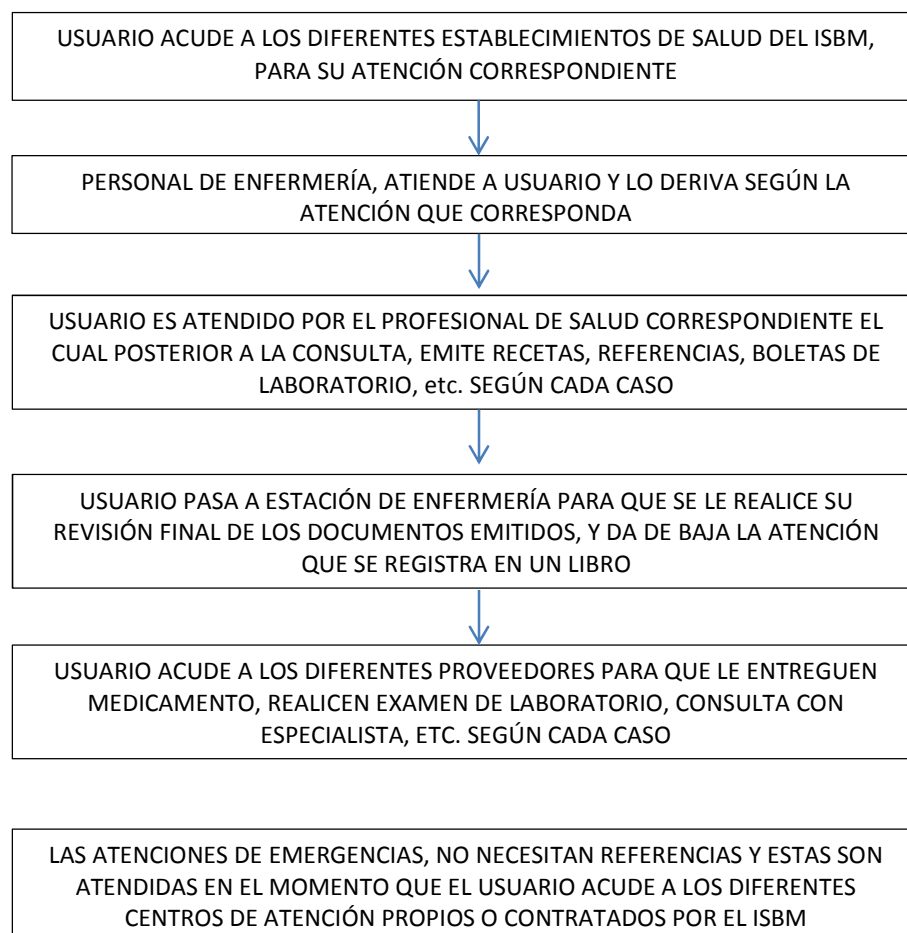 USUARIO ACUDE A LOS DIFERENTES ESTABLECIMIENTOS DE SALUD DEL ISBM,
PARA SU ATENCIÓN CORRESPONDIENTE
PERSONAL DE ENFERMERÍA, ATIENDE A USUARIO Y LO DERIVA SEGÚN LA
ATENCIÓN QUE CORRESPONDA
USUARIO ES ATENDIDO POR EL PROFESIONAL DE SALUD CORRESPONDIENTE EL
CUAL POSTERIOR A LA CONSULTA, EMITE RECETAS, REFERENCIAS, BOLETAS DE
LABORATORIO, etc. SEGÚN CADA CASO
USUARIO PASA A ESTACIÓN DE ENFERMERÍA PARA QUE SE LE REALICE SU
REVISIÓN FINAL DE LOS DOCUMENTOS EMITIDOS, Y DA DE BAJA LA ATENCIÓN
QUE SE REGISTRA EN UN LIBRO
USUARIO ACUDE A LOS DIFERENTES PROVEEDORES PARA QUE LE ENTREGUEN
MEDICAMENTO, REALICEN EXAMEN DE LABORATORIO, CONSULTA CON
ESPECIALISTA, ETC. SEGÚN CADA CASO
LAS ATENCIONES DE EMERGENCIAS, NO NECESITAN REFERENCIAS Y ESTAS SON
ATENDIDAS EN EL MOMENTO QUE EL USUARIO ACUDE A LOS DIFERENTES
CENTROS DE ATENCIÓN PROPIOS O CONTRATADOS POR EL ISBM